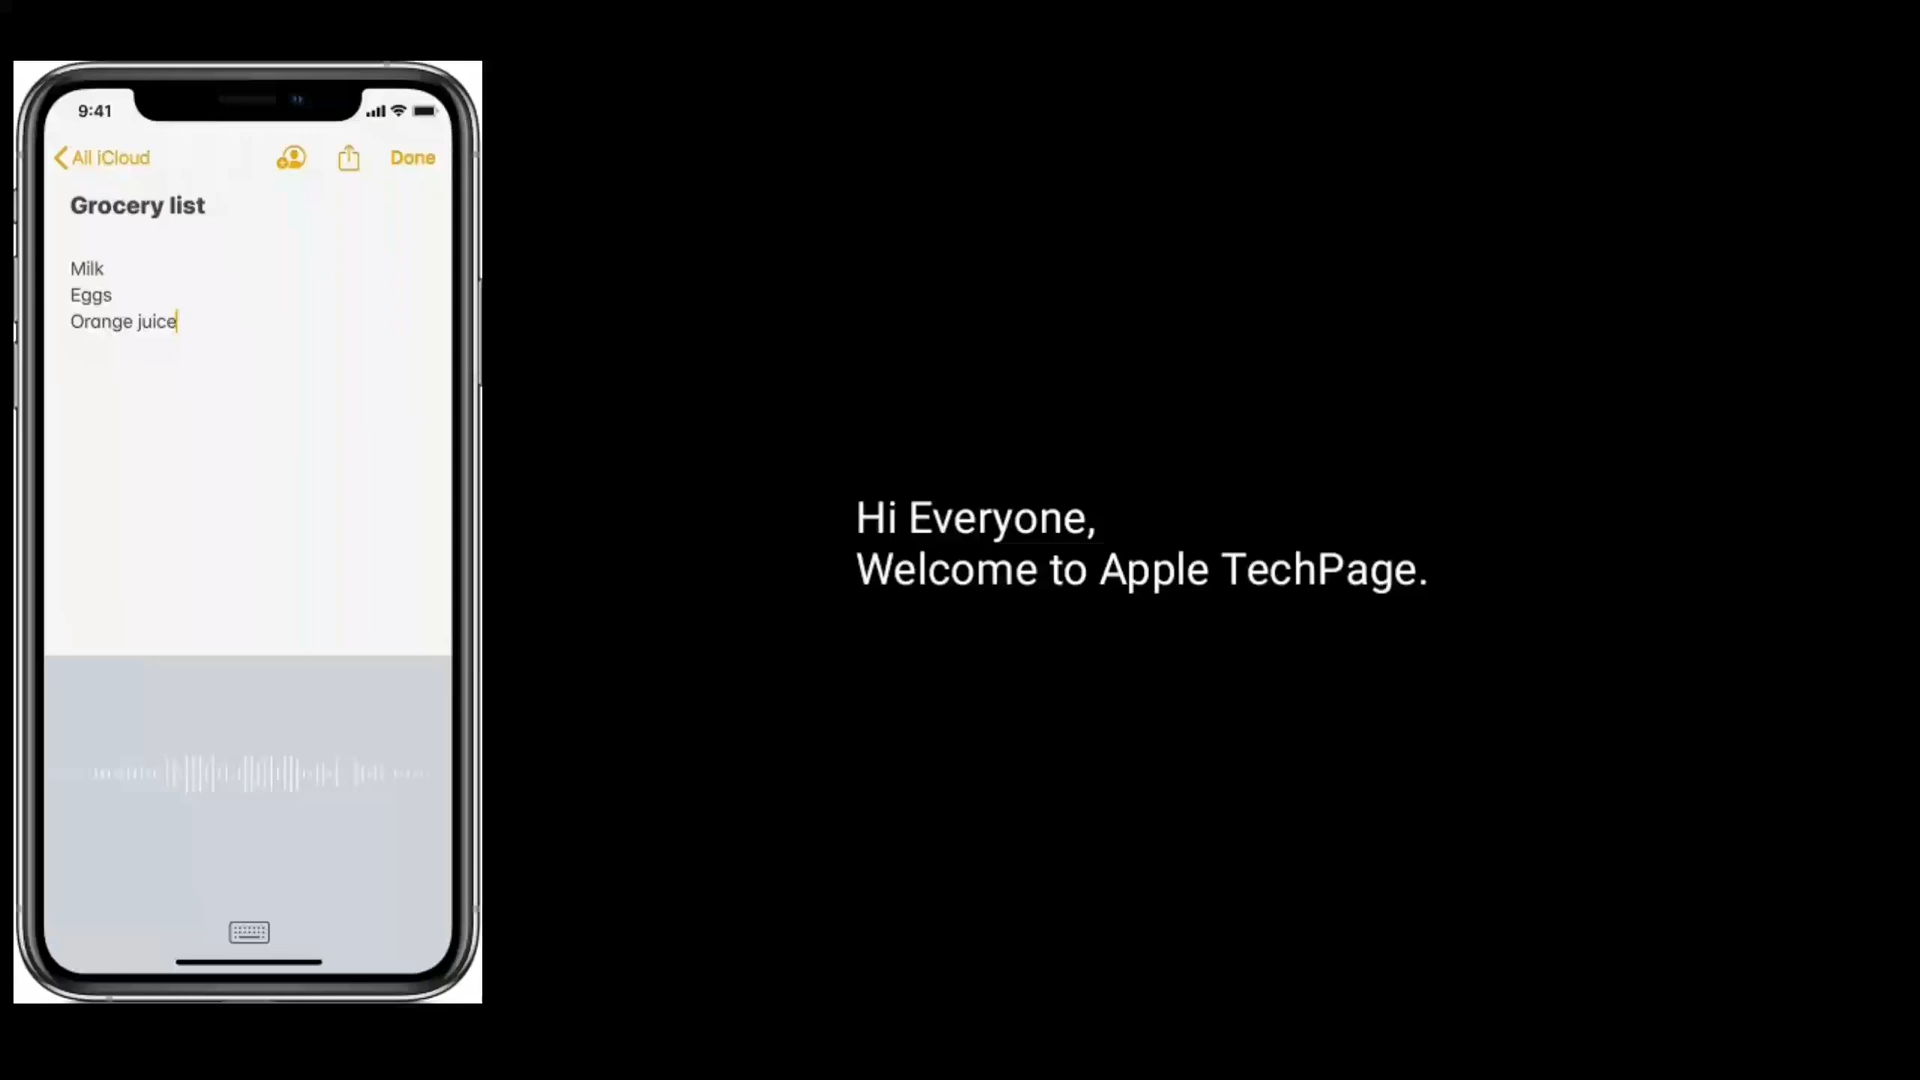 9:41
All iCloud
Done
Grocery list
Milk
Eggs
Orange juice
Hi Everyone,
Welcome to Apple TechPage.